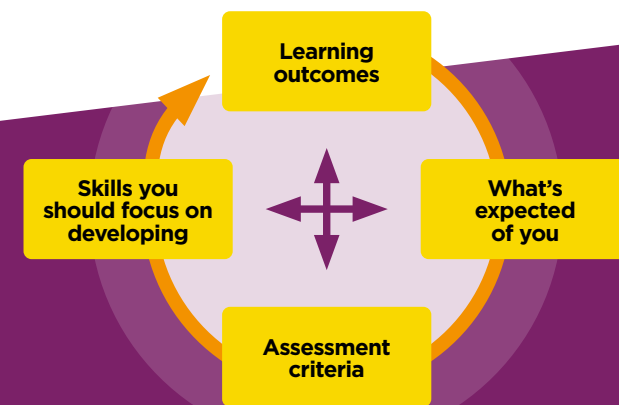 Learning
outcomes
Skills you
should focus on
developing
What's
expected
of you
Assessment
criteria